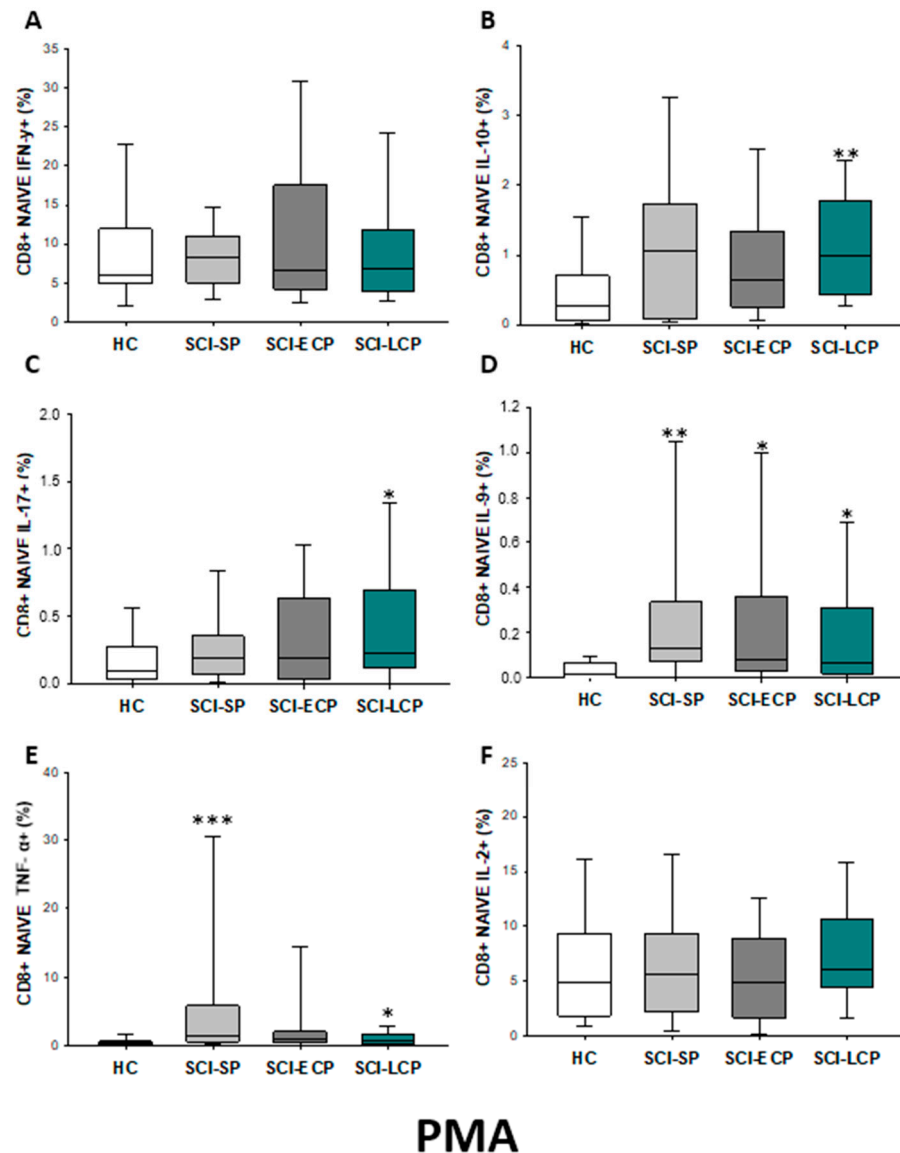 A
CD8+ NAIVE IFN-y+ (%)
35
30
25
20
15
10
5
0
HC SCI-SP SCI-ECP SCI-LCP
B
CD8+ NAIVE IL-10+ (%)
4
3
2
1
0
**
HC SCI-SP SCI-ECP SCI-LCP
C
CD8+ NAIVE IL-17+ (%)
2.0
1.5
1.0
0.5
0.0
*
HC SCI-SP SCI-ECP SCI-LCP
D
CD8+ NAIVE IL-9+ (%)
1.2
1.0
0.8
0.6
0.4
0.2
0.0
** * *
HC SCI-SP SCI-ECP SCI-LCP
E
CD8+ NAIVE TNF- α+ (%)
40
30
20
10
0
*** *
HC SCI-SP SCI-ECP SCI-LCP
F
CD8+ NAIVE IL-2+ (%)
25
20
15
10
5
0
HC SCI-SP SCI-ECP SCI-LCP
PMA